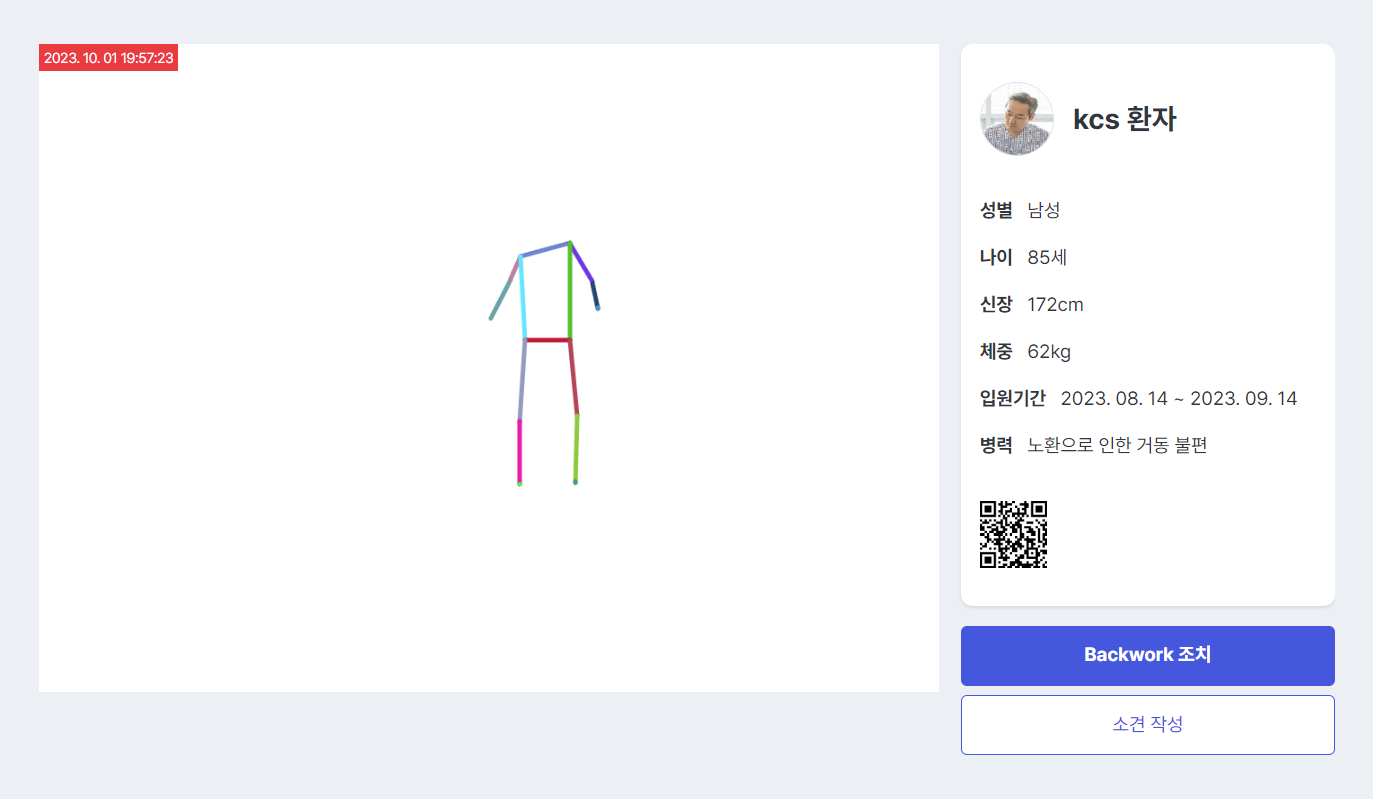 2023. 10. 01 19:57:23
kcs 환자
성별 남성
나이 85세
신장 172cm
체중 62kg
입원기간 2023. 08. 14 ~ 2023. 09. 14
병력 노환으로 인한 거동 불편
Backwork 조치
소견 작성